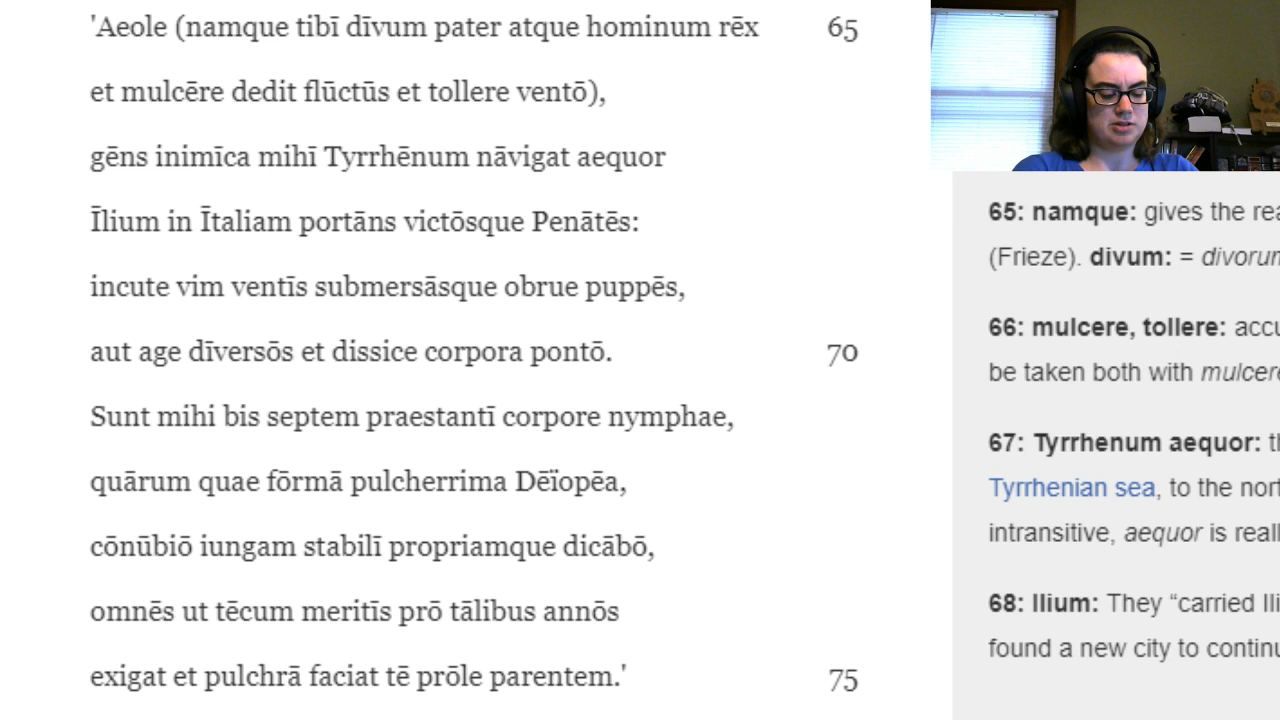 'Aeole (namque tibī dīvum pater atque hominum rēx 65
et mulcēre dedit flūctūs et tollere ventō),
gēns inimīca mihī Tyrrhēnum nāvigat aequor
Īlium in Ītaliam portāns victōsque Penātēs:
incute vim ventīs submersāsque obrue puppēs,
aut age dīversōs et dissice corpora pontō. 70
Sunt mihi bis septem praestantī corpore nymphae,
quārum quae fōrmā pulcherrima Dēïopēa,
cōnūbiō iungam stabilī propriamque dicābō,
omnēs ut tēcum meritīs prō tālibus annōs
exigat et pulchrā faciat tē prōle parentem.' 75
65: namque: gives the rea
(Frieze). divum: = divorum
66: mulcere, tollere: accu
be taken both with mulcere
67: Tyrrhenum aequor: th
Tyrrhenian sea, to the nort
intransitive, aequor is reall
68: Ilium: They “carried Ili
found a new city to continu